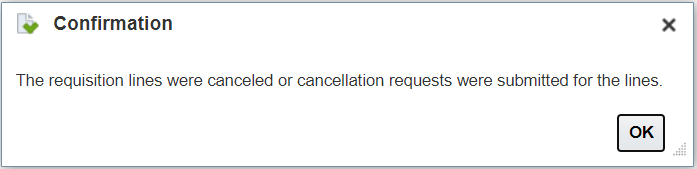 Confirmation
The requisition lines were canceled or cancellation requests were submitted for the lines.
OK